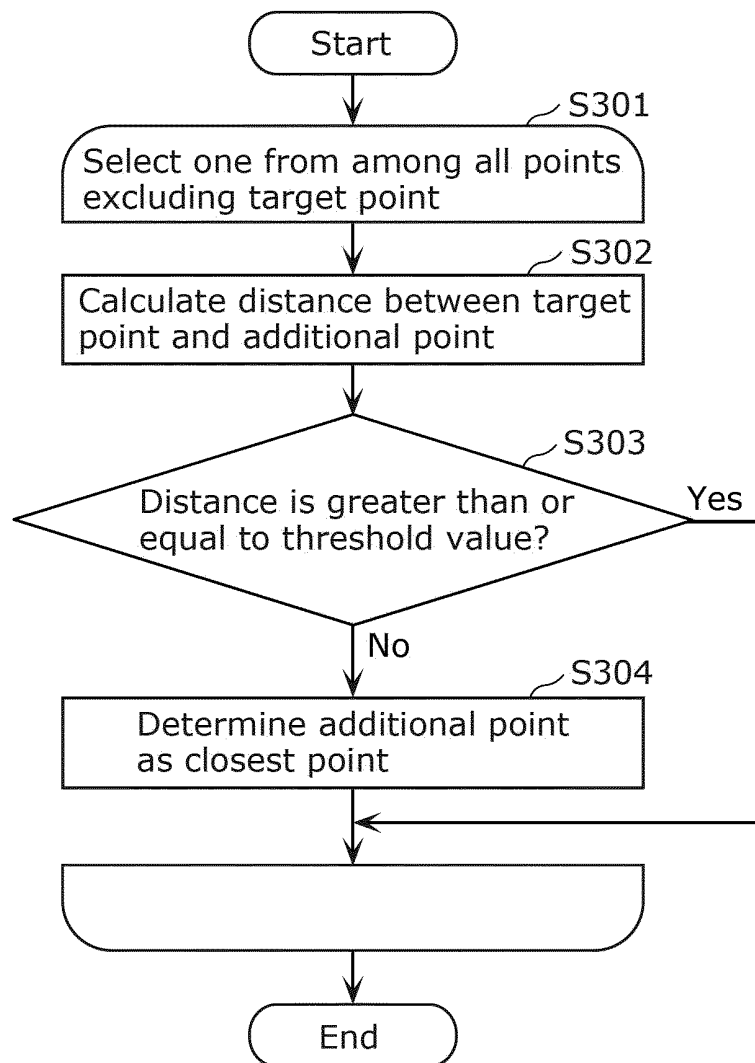 Start
S301
Select one from among all points
excluding target point
S302
Calculate distance between target
point and additional point
S303
Distance is greater than or
equal to threshold value?
Yes
No
S304
Determine additional point
as closest point
End